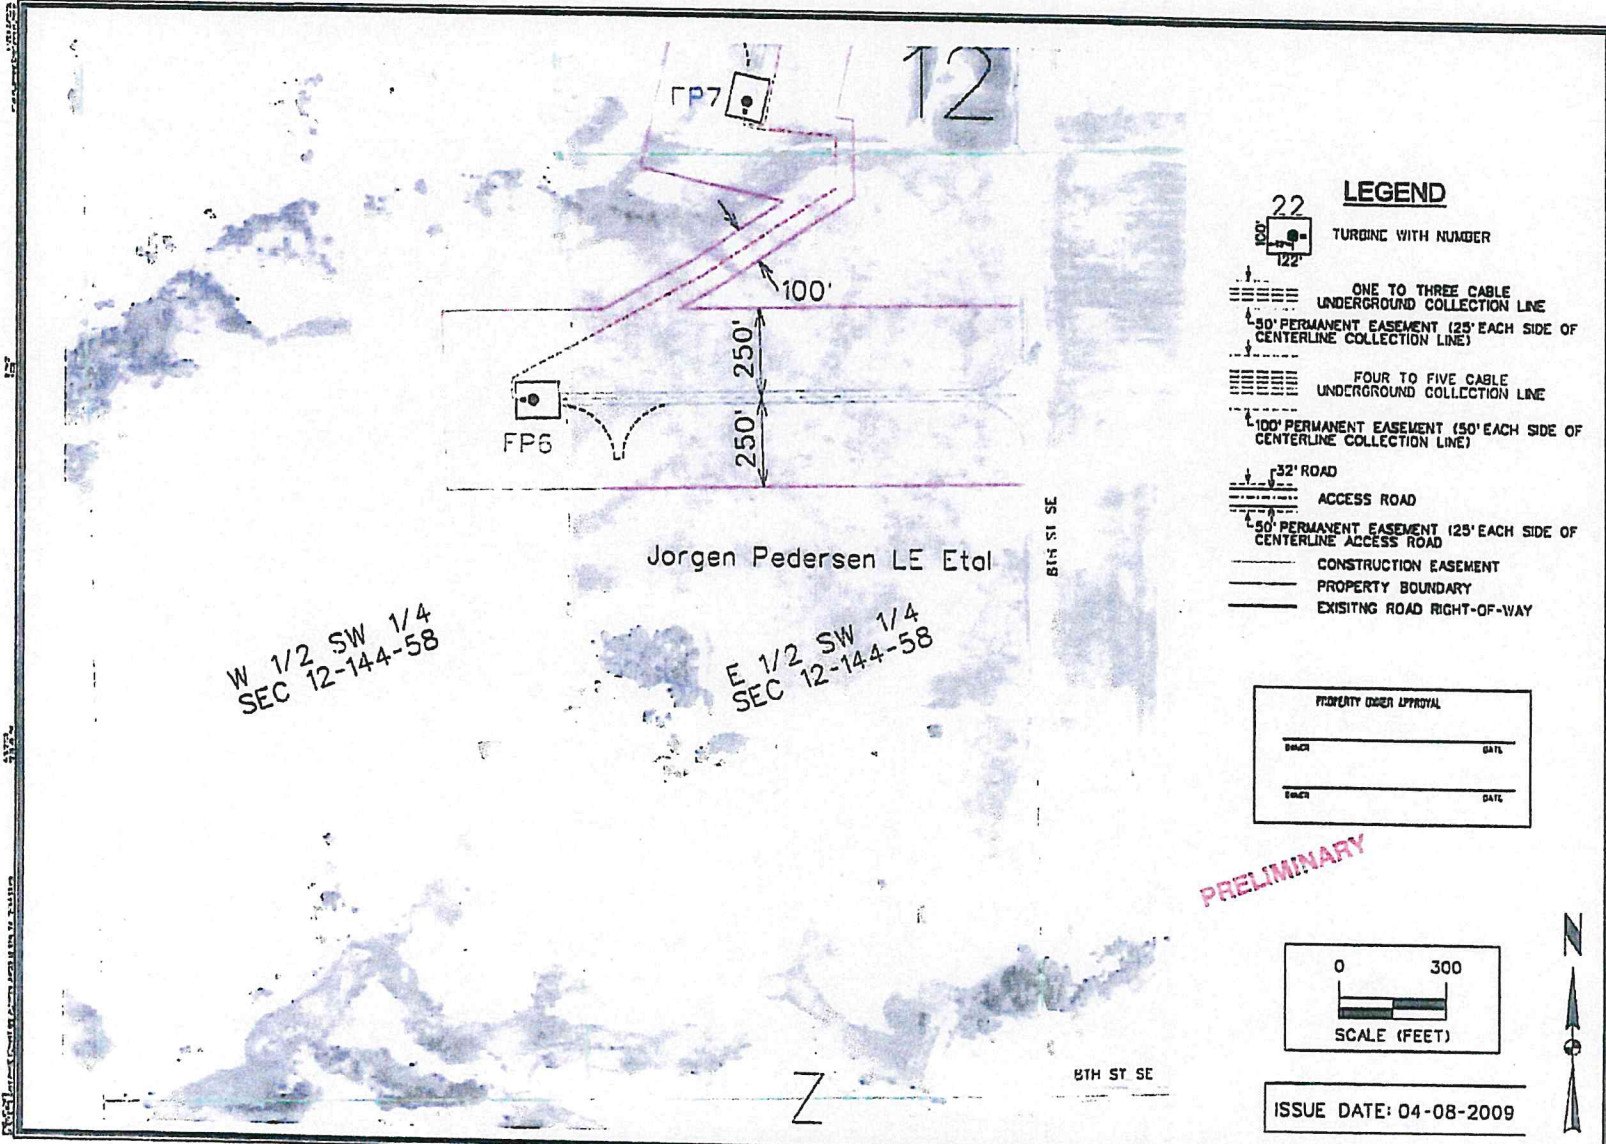 12
FP7
100'
250'
250'
FP6
Jorgen Pedersen LE Etal
8TH ST SE
W 1/2 SW 1/4
SEC 12-144-58
E 1/2 SW 1/4
SEC 12-144-58
8TH ST SE
Z
LEGEND
22
100'
122'
TURBINE WITH NUMBER
ONE TO THREE CABLE
UNDERGROUND COLLECTION LINE
50' PERMANENT EASEMENT (25' EACH SIDE OF
CENTERLINE COLLECTION LINE)
FOUR TO FIVE CABLE
UNDERGROUND COLLECTION LINE
100' PERMANENT EASEMENT (50' EACH SIDE OF
CENTERLINE COLLECTION LINE)
32' ROAD
ACCESS ROAD
50' PERMANENT EASEMENT (25' EACH SIDE OF
CENTERLINE ACCESS ROAD
CONSTRUCTION EASEMENT
PROPERTY BOUNDARY
EXISITNG ROAD RIGHT-OF-WAY
PROPERTY OWNER APPROVAL
OWNER DATE
OWNER DATE
PRELIMINARY
N
0 300
SCALE (FEET)
ISSUE DATE: 04-08-2009